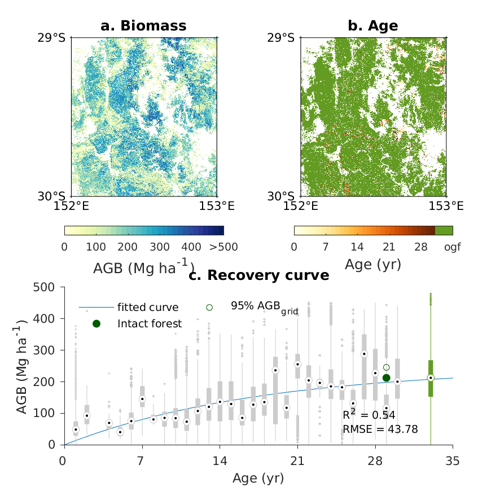 a. Biomass
b. Age
29°S
29°S
30°S
30°S
152°E
153°E
152°E
153°E
0 100 200 300 400 >500
0 7 14 21 28 ogf
AGB (Mg ha-1)
Age (yr)
c. Recovery curve
500
400
300
200
100
0
AGB (Mg ha-1)
fitted curve
95% AGBgrid
Intact forest
R2 = 0.54
RMSE = 43.78
0 7 14 21 28 35
Age (yr)